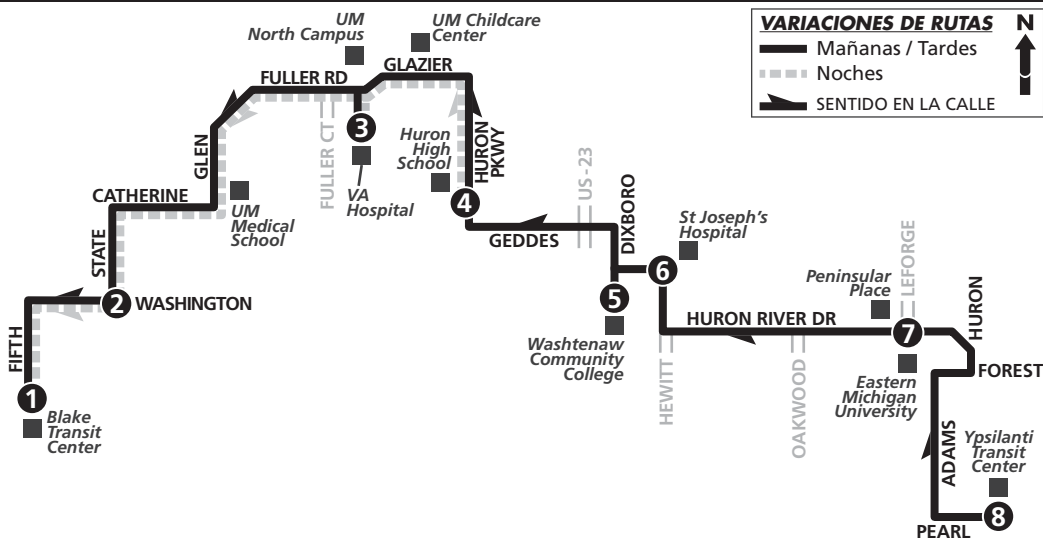 VARIACIONES DE RUTAS
N
Mañanas / Tardes
Noches
SENTIDO EN LA CALLE
UM
North Campus
UM Childcare
Center
FULLER RD
GLAZIER
GLEN
FULLER CT
3
VA
Hospital
Huron
High
School
HURON
PKWY
4
CATHERINE
UM
Medical
School
STATE
2
WASHINGTON
FIFTH
1
Blake
Transit
Center
GEDDES
US-23
DIXBORO
St Joseph's
Hospital
6
5
Washtenaw
Community
College
HURON RIVER DR
HEWITT
OAKWOOD
Peninsular
Place
LEFORGE
7
Eastern
Michigan
University
HURON
FOREST
ADAMS
Ypsilanti
Transit
Center
8
PEARL